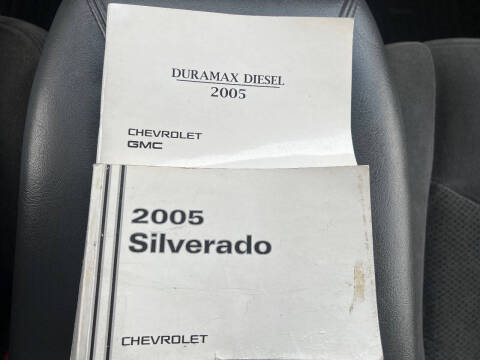 DURAMAX DIESEL
2005
CHEVROLET
GMC
2005
Silverado
CHEVROLET